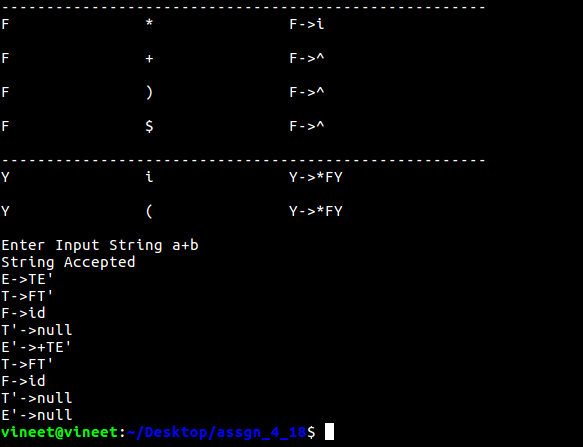 -----------------------------------------------------
F * F->i
F + F->^
F ) F->^
F $ F->^
-----------------------------------------------------
Y i Y->*FY
Y ( Y->*FY
Enter Input String a+b
String Accepted
E->TE'
T->FT'
F->id
T'->null
E'->+TE'
T->FT'
F->id
T'->null
E'->null
vineet@vineet:~/Desktop/assgn_4_18$